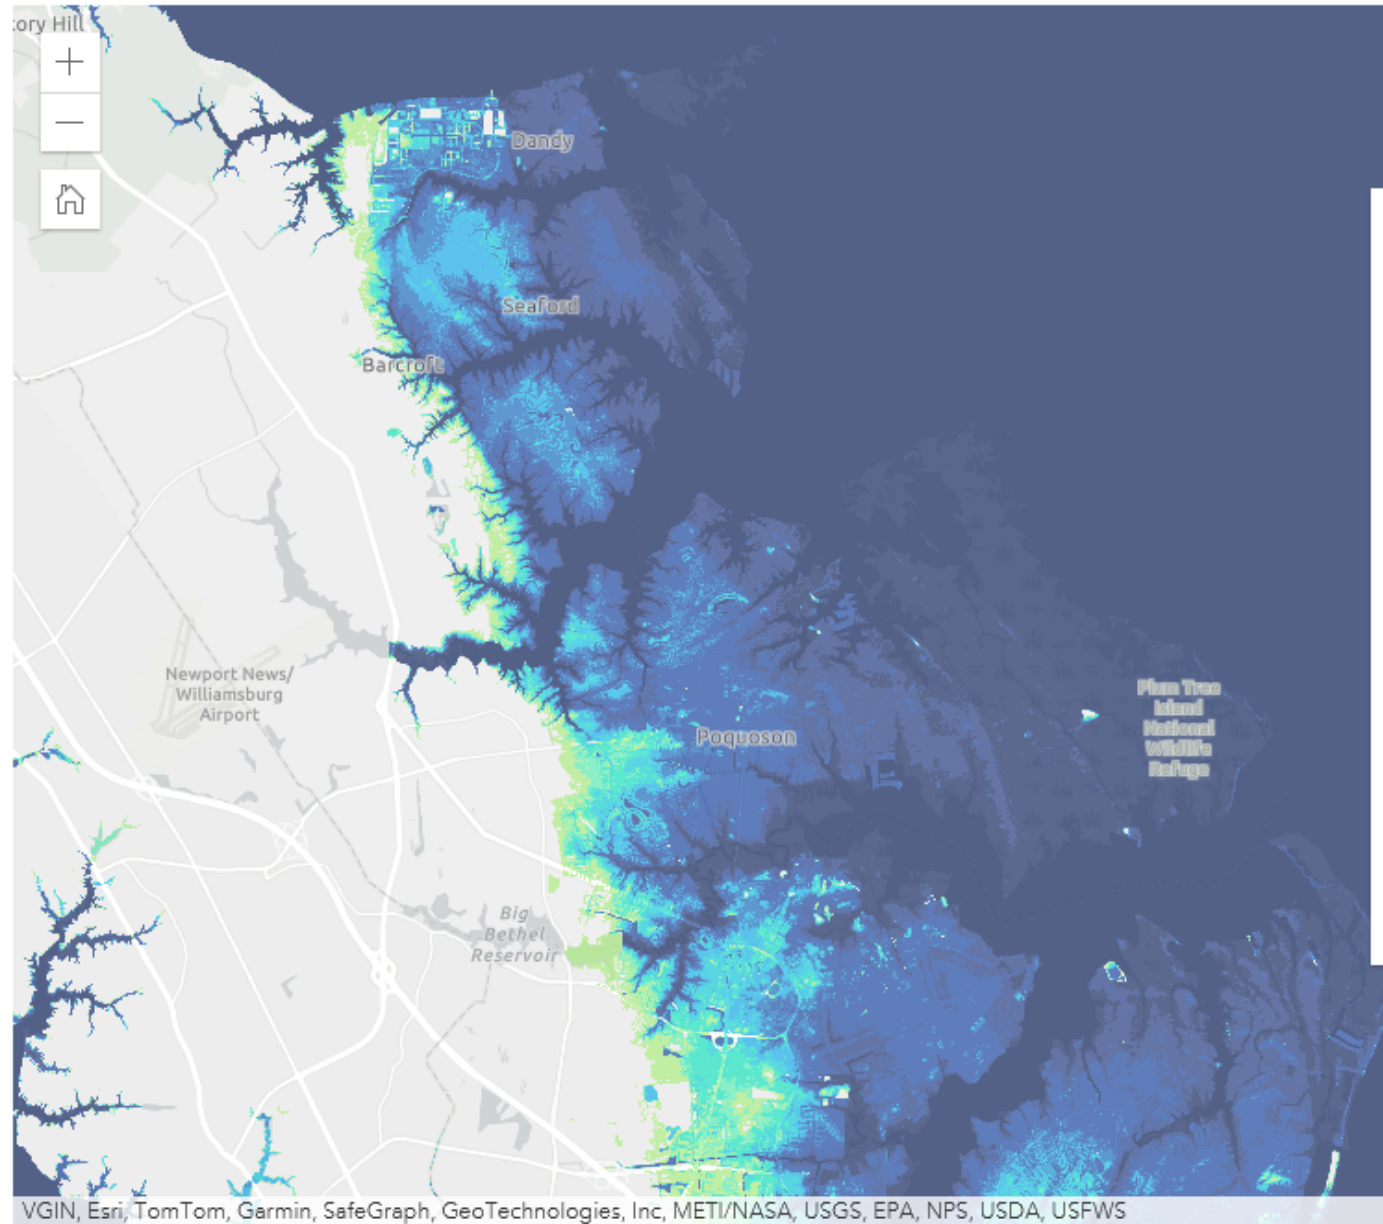 cory Hill
Dandy
Seaford
Barcroft
Newport News/
Williamsburg
Airport
Plum Tree
Island
National
Wildlife
Refuge
Poquoson
Big
Bethel
Reservoir
VGIN, Esri, TomTom, Garmin, SafeGraph, GeoTechnologies, Inc, METI/NASA, USGS, EPA, NPS, USDA, USFWS